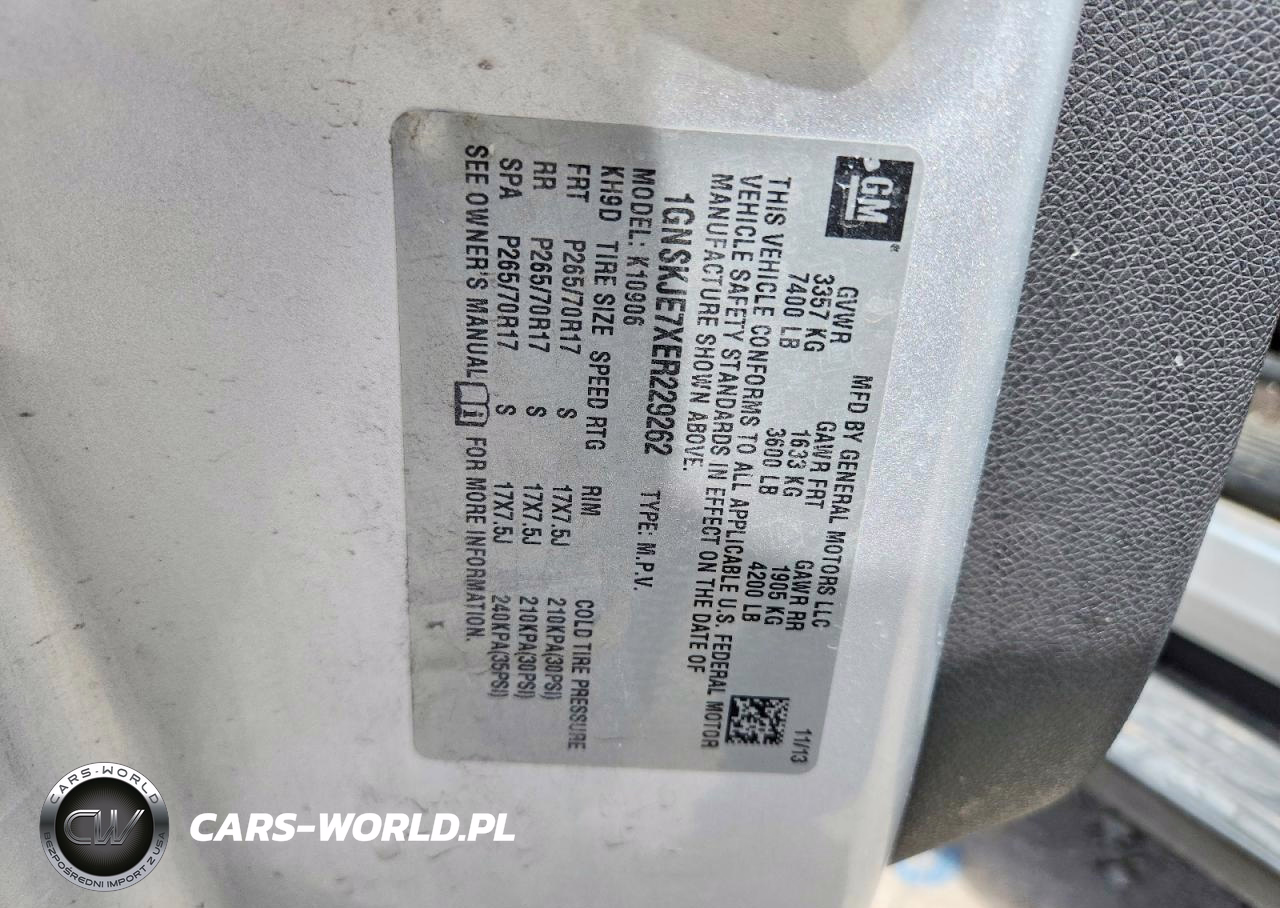 GM
MFD BY GENERAL MOTORS LLC
11/13
GVWR GAWR FRT GAWR RR
3357 KG 1633 KG 1905 KG
7400 LB 3600 LB 4200 LB
THIS VEHICLE CONFORMS TO ALL APPLICABLE U.S. FEDERAL MOTOR
VEHICLE SAFETY STANDARDS IN EFFECT ON THE DATE OF
MANUFACTURE SHOWN ABOVE.
1GNSKJE7XER229262 TYPE: M.P.V.
MODEL: K10906
KH9D TIRE SIZE SPEED RTG RIM COLD TIRE PRESSURE
FRT P265/70R17 S 17X7.5J 210KPA(30PSI)
RR P265/70R17 S 17X7.5J 210KPA(30PSI)
SPA P265/70R17 S 17X7.5J 240KPA(35PSI)
SEE OWNER'S MANUAL FOR MORE INFORMATION.
CARS-WORLD
CW
BEZPOŚREDNI IMPORT Z USA
CARS-WORLD.PL